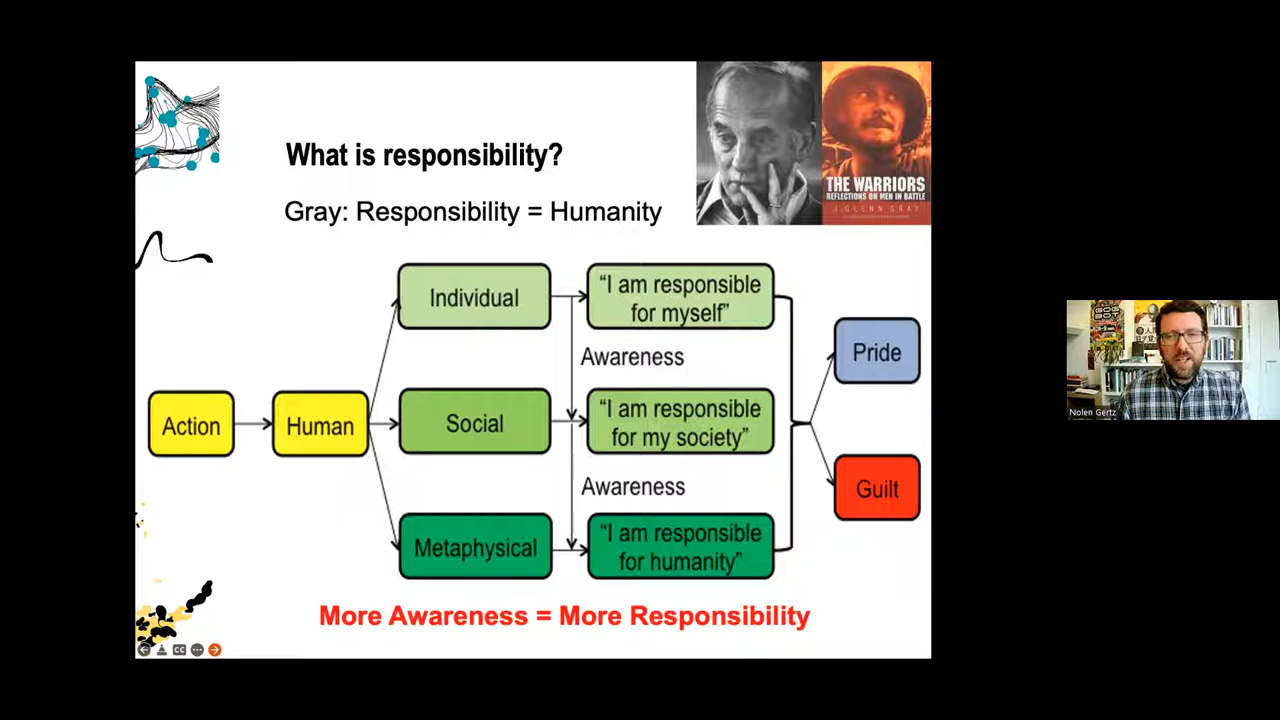 What is responsibility?
Gray: Responsibility = Humanity
THE WARRIORS
REFLECTIONS ON MEN IN BATTLE
J. GLENN GRAY
Action
Human
Individual
Social
Metaphysical
"I am responsible
for myself"
Awareness
"I am responsible
for my society"
Awareness
"I am responsible
for humanity"
Pride
Guilt
More Awareness = More Responsibility
CC
Nolen Gertz